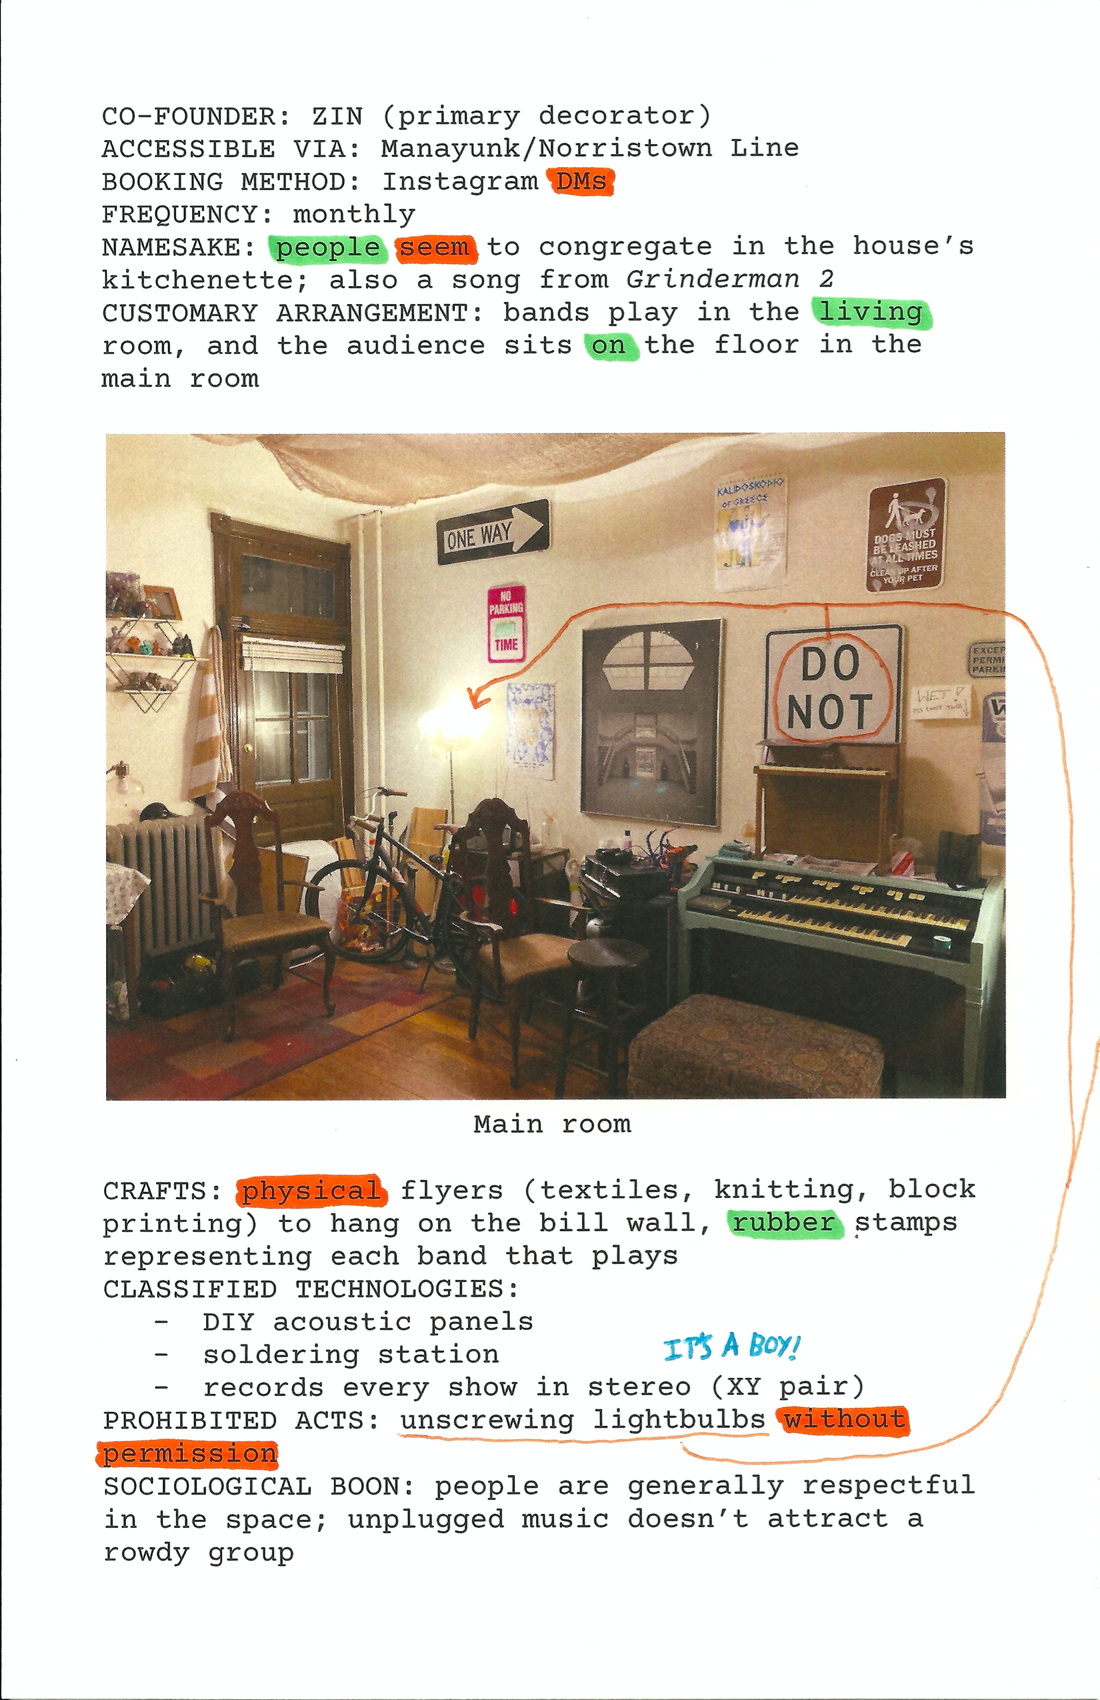 CO-FOUNDER: ZIN (primary decorator)
ACCESSIBLE VIA: Manayunk/Norristown Line
BOOKING METHOD: Instagram DMs
FREQUENCY: monthly
NAMESAKE: people seem to congregate in the house's
kitchenette; also a song from Grinderman 2
CUSTOMARY ARRANGEMENT: bands play in the living
room, and the audience sits on the floor in the
main room
ONE WAY
KALIDOSKOPIO
OF GREECE
DOGS MUST
BE LEASHED
AT ALL TIMES
CLEAN UP AFTER
YOUR PET
NO
PARKING
TIME
DO
NOT
EXCEP
PERMI
PARKIN
WET!
W
Main room
CRAFTS: physical flyers (textiles, knitting, block
printing) to hang on the bill wall, rubber stamps
representing each band that plays
CLASSIFIED TECHNOLOGIES:
- DIY acoustic panels
- soldering station
IT'S A BOY!
- records every show in stereo (XY pair)
PROHIBITED ACTS: unscrewing lightbulbs without
permission
SOCIOLOGICAL BOON: people are generally respectful
in the space; unplugged music doesn't attract a
rowdy group